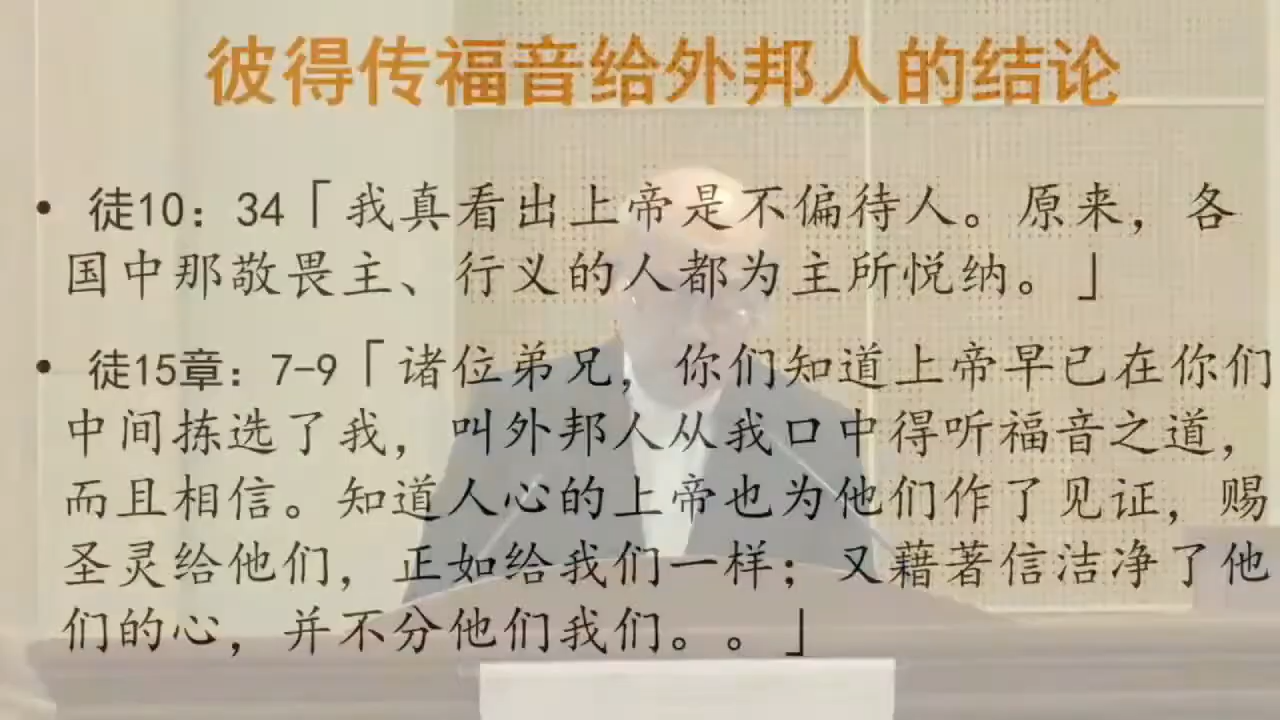 彼得传福音给外邦人的结论
• 徒10：34「我真看出上帝是不偏待人。原来，各
国中那敬畏主、行义的人都为主所悦纳。」
• 徒15章：7-9「诸位弟兄，你们知道上帝早已在你们
中间拣选了我，叫外邦人从我口中得听福音之道，
而且相信。知道人心的上帝也为他们作了见证，赐
圣灵给他们，正如给我们一样；又藉著信洁净了他
们的心，并不分他们我们。。」